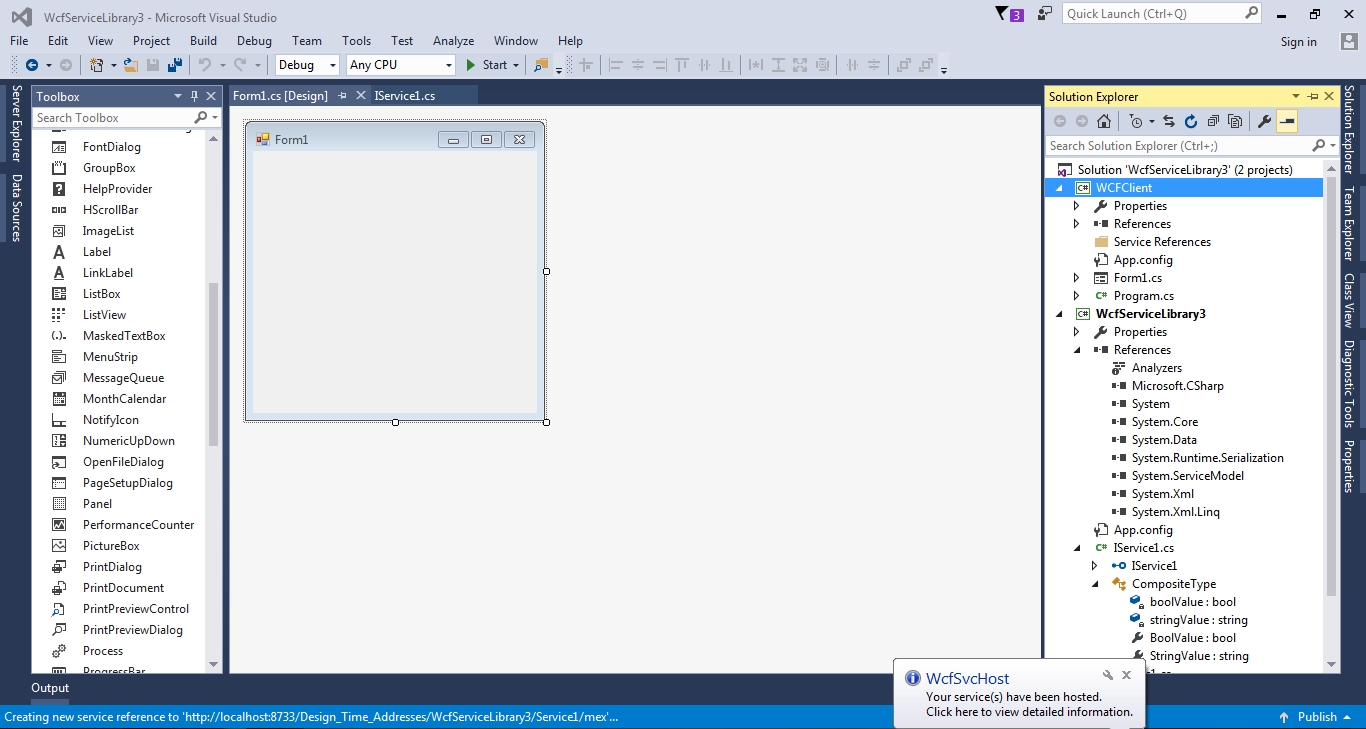 WcfServiceLibrary3 - Microsoft Visual Studio
3
Quick Launch (Ctrl+Q)
File Edit View Project Build Debug Team Tools Test Analyze Window Help
Sign in
Debug Any CPU Start
Server Explorer
Data Sources
Toolbox
Search Toolbox
FontDialog
GroupBox
HelpProvider
HScrollBar
ImageList
A Label
A LinkLabel
ListBox
ListView
MaskedTextBox
MenuStrip
MessageQueue
MonthCalendar
NotifyIcon
NumericUpDown
OpenFileDialog
PageSetupDialog
Panel
PerformanceCounter
PictureBox
PrintDialog
PrintDocument
PrintPreviewControl
PrintPreviewDialog
Process
ProgressBar
Form1.cs [Design] IService1.cs
Form1
Solution Explorer
Search Solution Explorer (Ctrl+;)
Solution 'WcfServiceLibrary3' (2 projects)
C# WCFClient
Properties
References
Service References
App.config
Form1.cs
C# Program.cs
C# WcfServiceLibrary3
Properties
References
Analyzers
Microsoft.CSharp
System
System.Core
System.Data
System.Runtime.Serialization
System.ServiceModel
System.Xml
System.Xml.Linq
App.config
C# IService1.cs
IService1
CompositeType
boolValue : bool
stringValue : string
BoolValue : bool
StringValue : string
Solution Explorer
Team Explorer
Class View
Diagnostic Tools
Properties
WcfSvcHost
Your service(s) have been hosted.
Click here to view detailed information.
Output
Creating new service reference to 'http://localhost:8733/Design_Time_Addresses/WcfServiceLibrary3/Service1/mex'...
Publish